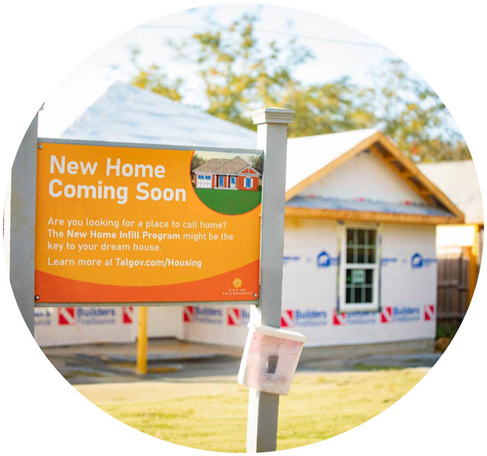 New Home
Coming Soon
Are you looking for a place to call home?
The New Home Infill Program might be the
key to your dream house.
Learn more at Talgov.com/Housing
CITY OF
TALLAHASSEE
Builders
FirstSource
Builders
FirstSource
Builders
FirstSource
Builders
FirstSource